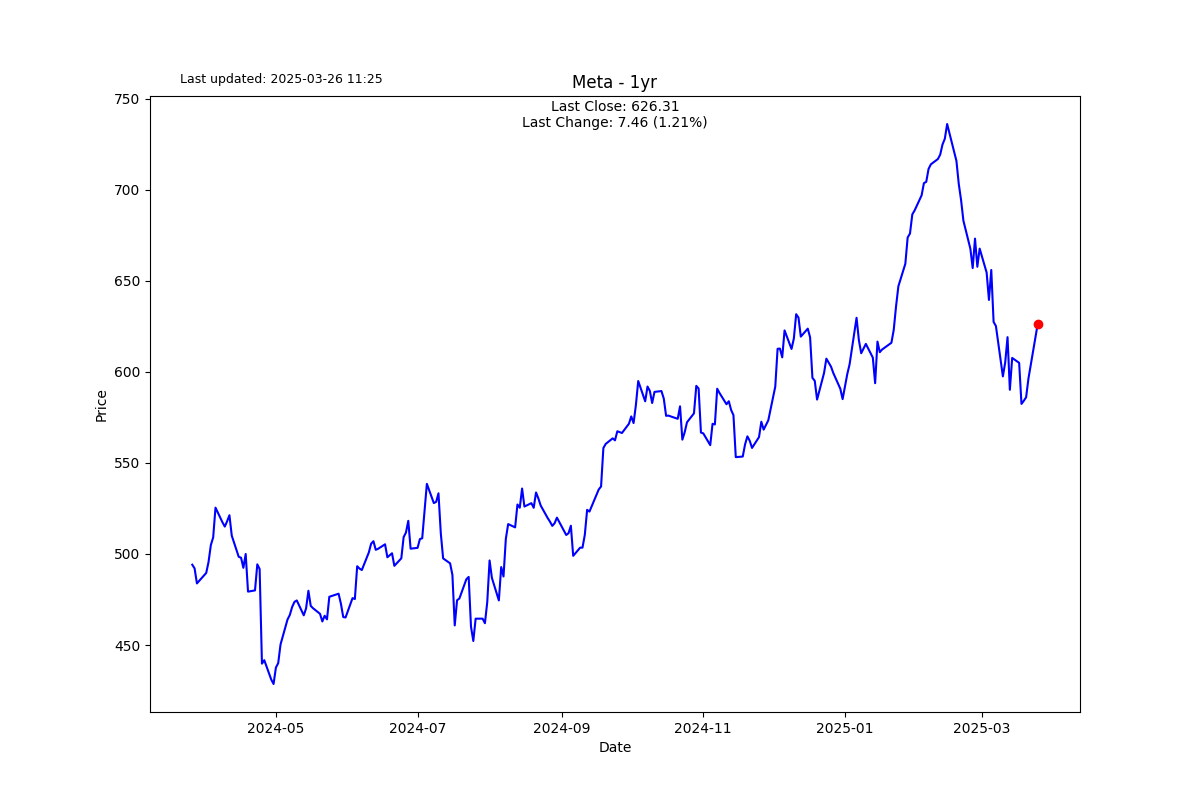 Last updated: 2025-03-26 11:25
Meta - 1yr
Last Close: 626.31
Last Change: 7.46 (1.21%)
Price
750
700
650
600
550
500
450
2024-05
2024-07
2024-09
2024-11
2025-01
2025-03
Date